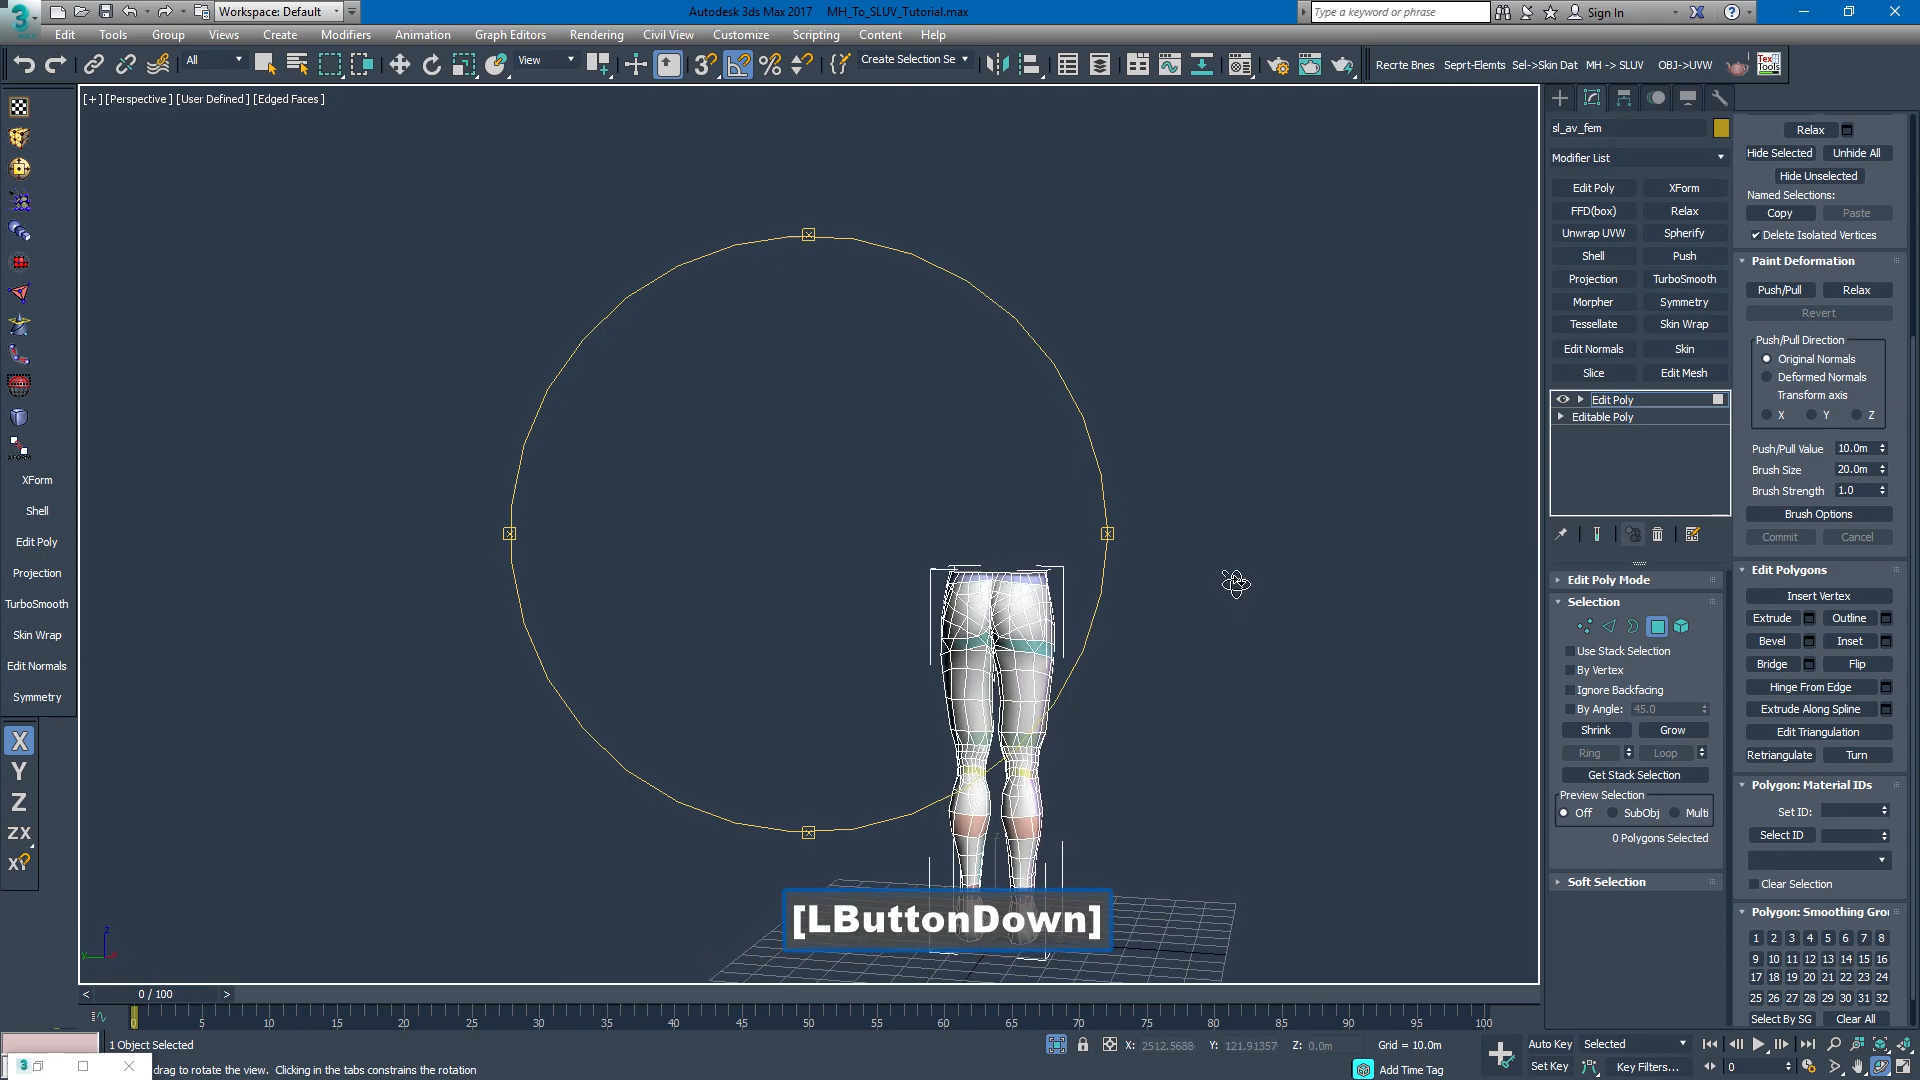 Workspace: Default
Autodesk 3ds Max 2017 MH_To_SLUV_Tutorial.max
Type a keyword or phrase
Sign In
3
MAX
Edit Tools Group Views Create Modifiers Animation Graph Editors Rendering Civil View Customize Scripting Content Help
All
View
Create Selection Se
Recrte Bnes Seprt-Elemts Sel->Skin Dat MH -> SLUV OBJ->UVW
[+] [Perspective] [User Defined] [Edged Faces]
XForm
Shell
Edit Poly
Projection
TurboSmooth
Skin Wrap
Edit Normals
Symmetry
X
Y
Z
ZX
XY
[LButtonDown]
sl_av_fem
Modifier List
Edit Poly XForm
FFD(box) Relax
Unwrap UVW Spherify
Shell Push
Projection TurboSmooth
Morpher Symmetry
Tessellate Skin Wrap
Edit Normals Skin
Slice Edit Mesh
Edit Poly
Editable Poly
Edit Poly Mode
Selection
Use Stack Selection
By Vertex
Ignore Backfacing
By Angle: 45.0
Shrink Grow
Ring Loop
Get Stack Selection
Preview Selection
Off SubObj Multi
0 Polygons Selected
Soft Selection
Relax
Hide Selected Unhide All
Hide Unselected
Named Selections:
Copy Paste
Delete Isolated Vertices
Paint Deformation
Push/Pull Relax
Revert
Push/Pull Direction
Original Normals
Deformed Normals
Transform axis
X Y Z
Push/Pull Value 10.0m
Brush Size 20.0m
Brush Strength 1.0
Brush Options
Commit Cancel
Edit Polygons
Insert Vertex
Extrude Outline
Bevel Inset
Bridge Flip
Hinge From Edge
Extrude Along Spline
Edit Triangulation
Retriangulate Turn
Polygon: Material IDs
Set ID:
Select ID
Clear Selection
Polygon: Smoothing Grou
1 2 3 4 5 6 7 8
9 10 11 12 13 14 15 16
17 18 19 20 21 22 23 24
25 26 27 28 29 30 31 32
Select By SG Clear All
< 0 / 100 >
0 5 10 15 20 25 30 35 40 45 50 55 60 65 70 75 80 85 90 95 100
1 Object Selected
X: 2512.5688 Y: 121.91357 Z: 0.0m Grid = 10.0m
Auto Key Selected
drag to rotate the view. Clicking in the tabs constrains the rotation
Add Time Tag
Set Key Key Filters... 0